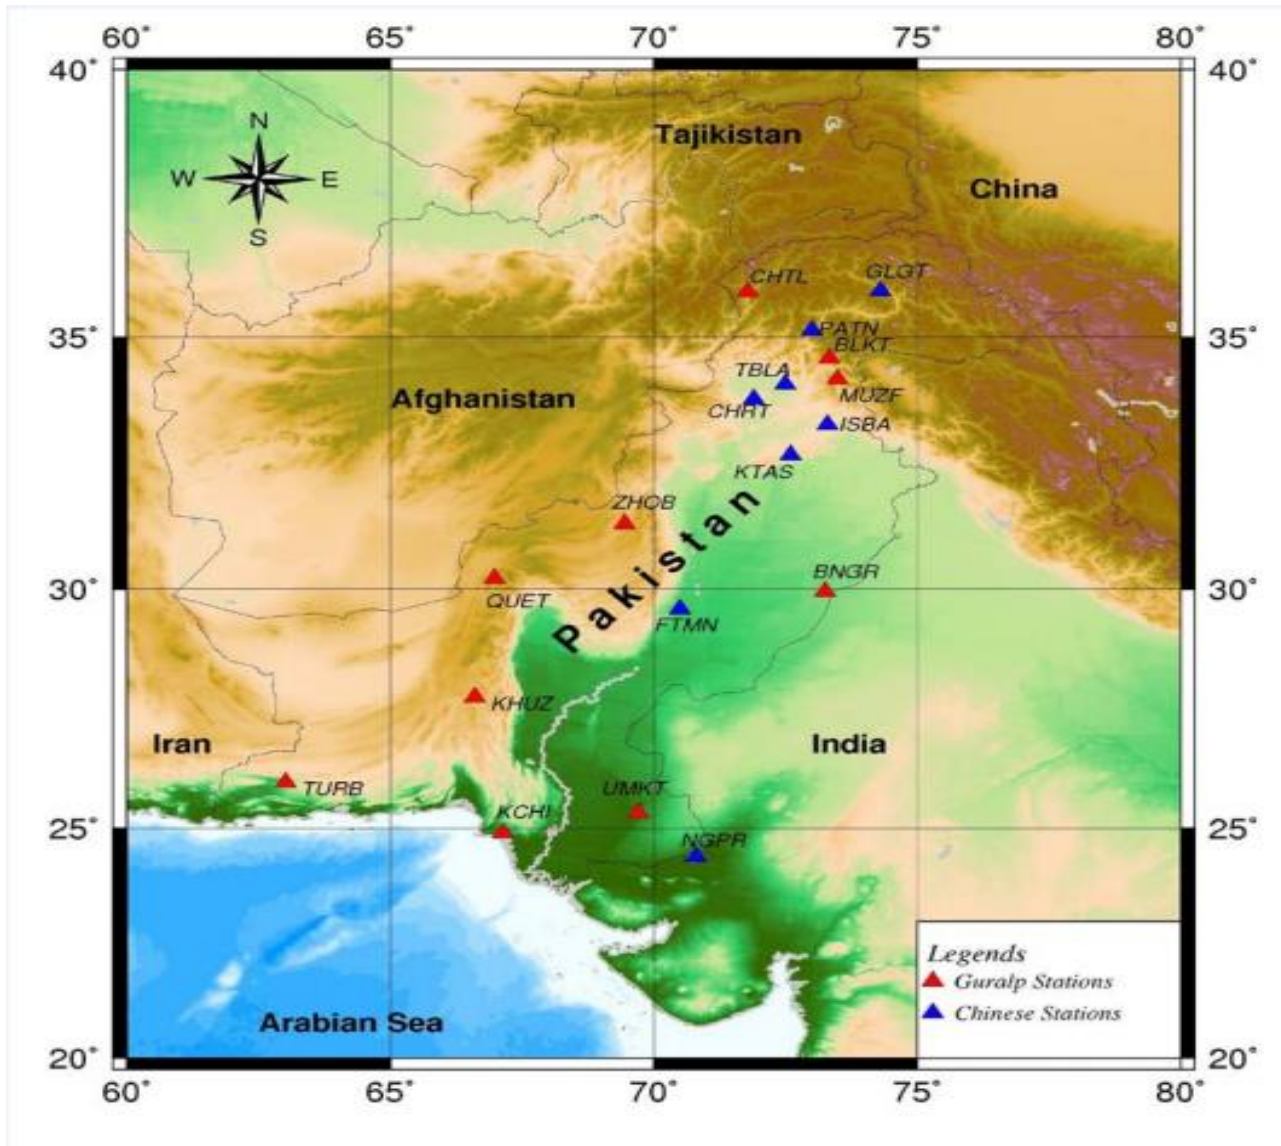 60° 65° 70° 75° 80°
40° 40°
N
W E
S
Tajikistan
China
CHTL GLGT
PATN
35° 35°
BLKT
TBLA
MUZF
CHRT
ISBA
KTAS
Afghanistan
ZHOB
Pakistan
BNGR
30° 30°
QUET
FTMN
KHUZ
Iran India
TURB
UMKT
KCHI
25° 25°
NGPR
Legends
Guralp Stations
Chinese Stations
Arabian Sea
20° 20°
60° 65° 70° 75° 80°